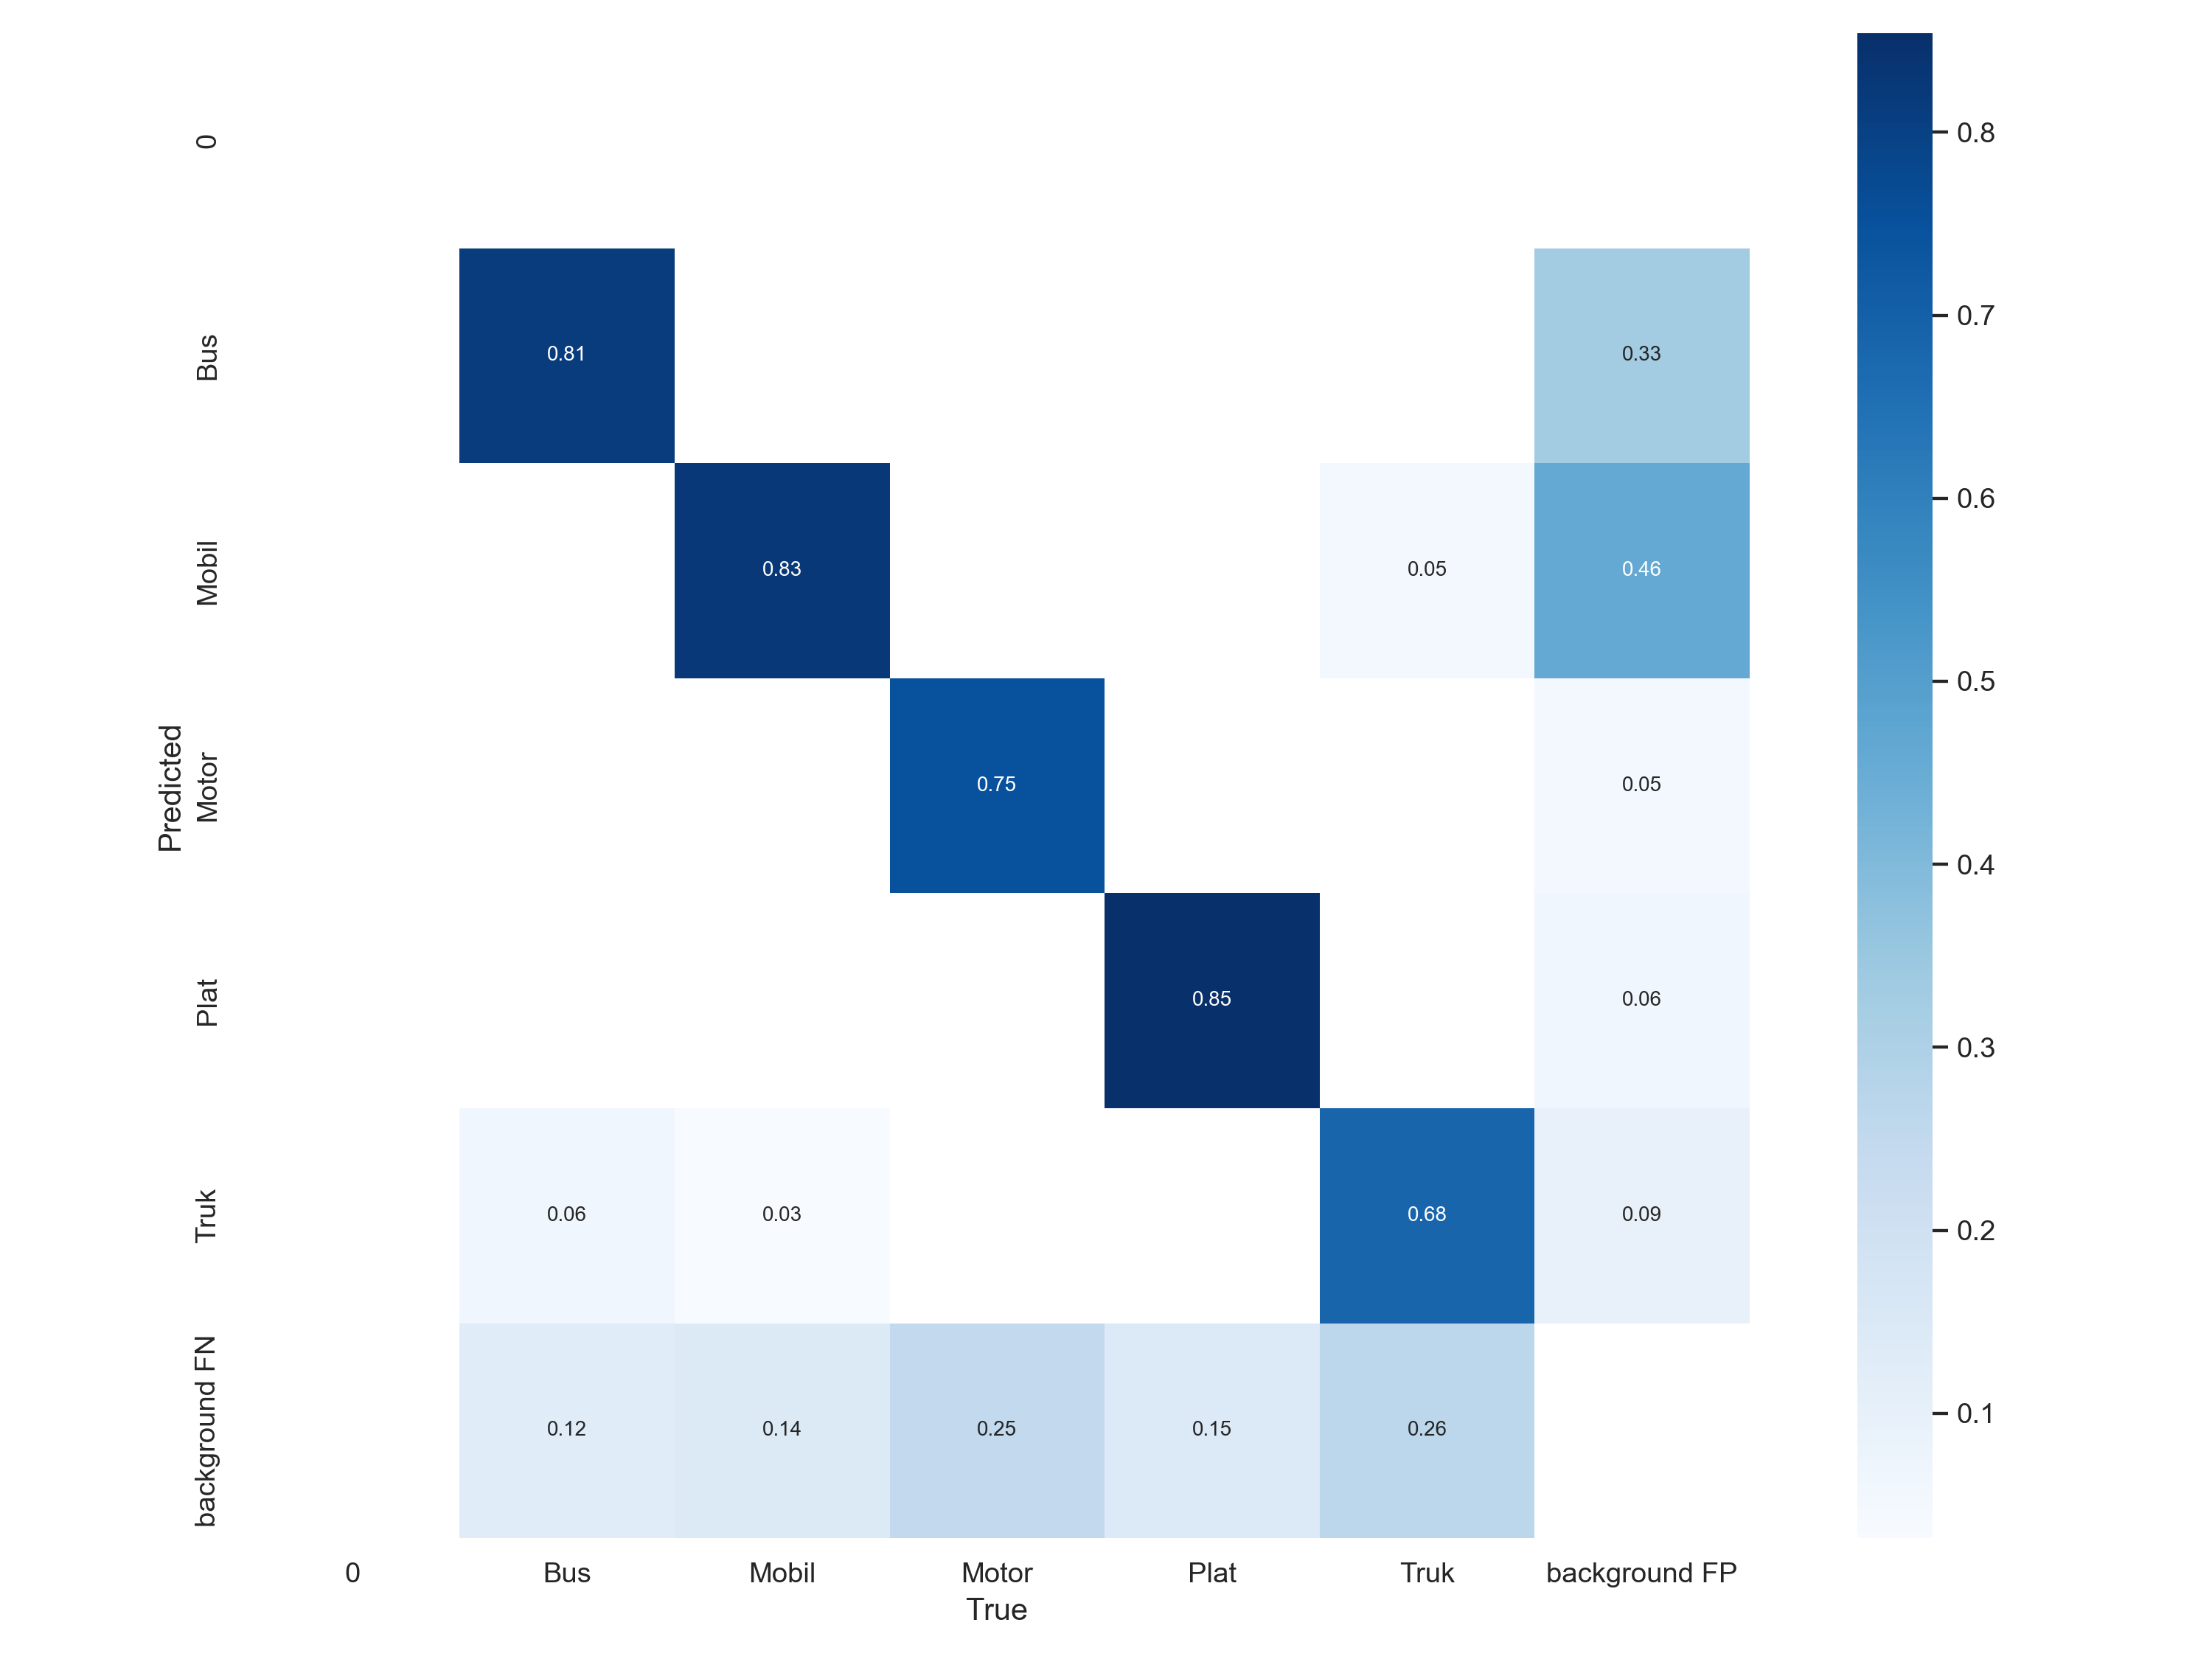 0
Bus 0.81 0.33
Mobil 0.83 0.05 0.46
Motor 0.75 0.05
Plat 0.85 0.06
Truk 0.06 0.03 0.68 0.09
background FN 0.12 0.14 0.25 0.15 0.26
Predicted
0 Bus Mobil Motor Plat Truk background FP
True
0.8
0.7
0.6
0.5
0.4
0.3
0.2
0.1